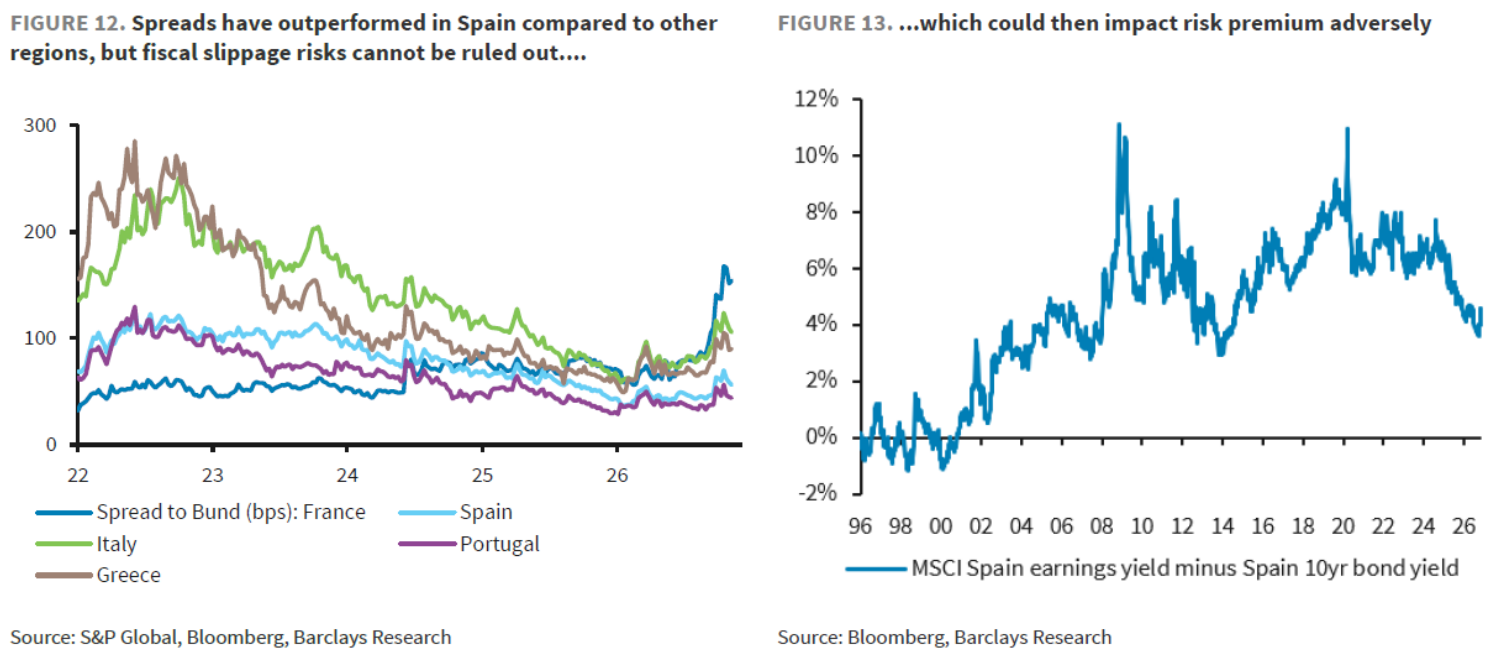 FIGURE 12. Spreads have outperformed in Spain compared to other
regions, but fiscal slippage risks cannot be ruled out....
300
200
100
0
22 23 24 25 26
Spread to Bund (bps): France Spain
Italy Portugal
Greece
Source: S&P Global, Bloomberg, Barclays Research
FIGURE 13. ...which could then impact risk premium adversely
12%
10%
8%
6%
4%
2%
0%
-2%
96 98 00 02 04 06 08 10 12 14 16 18 20 22 24 26
MSCI Spain earnings yield minus Spain 10yr bond yield
Source: Bloomberg, Barclays Research